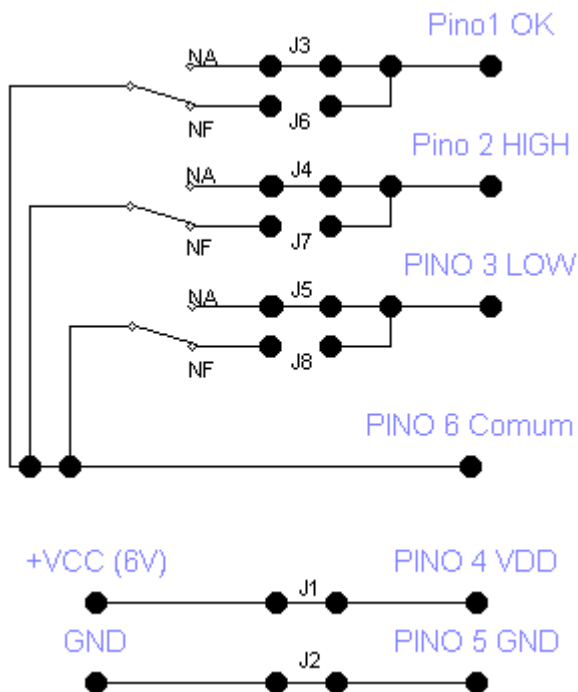 Pino1 OK
NA
J3
NF
J6
Pino 2 HIGH
NA
J4
NF
J7
PINO 3 LOW
NA
J5
NF
J8
PINO 6 Comum
+VCC (6V)
J1
PINO 4 VDD
GND
J2
PINO 5 GND